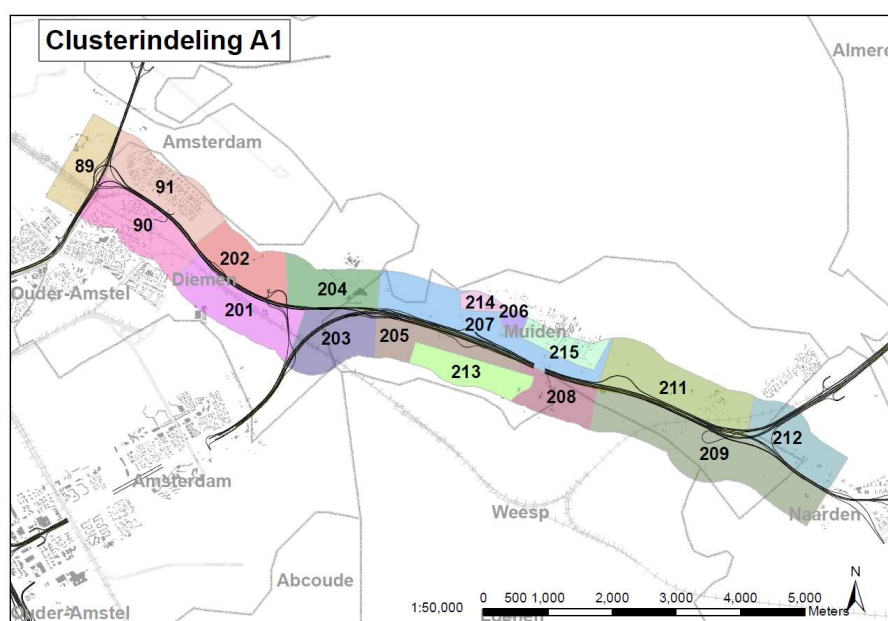 Clusterindeling A1
Almere
Amsterdam
89
91
90
202
Diemen
204
Ouder-Amstel
201
214
206
207
Muiden
203
205
215
213
211
208
212
209
Amsterdam
Weesp
Naarden
Abcoude
N
1:50,000
0 500 1,000 2,000 3,000 4,000 5,000
Meters
Ouder-Amstel